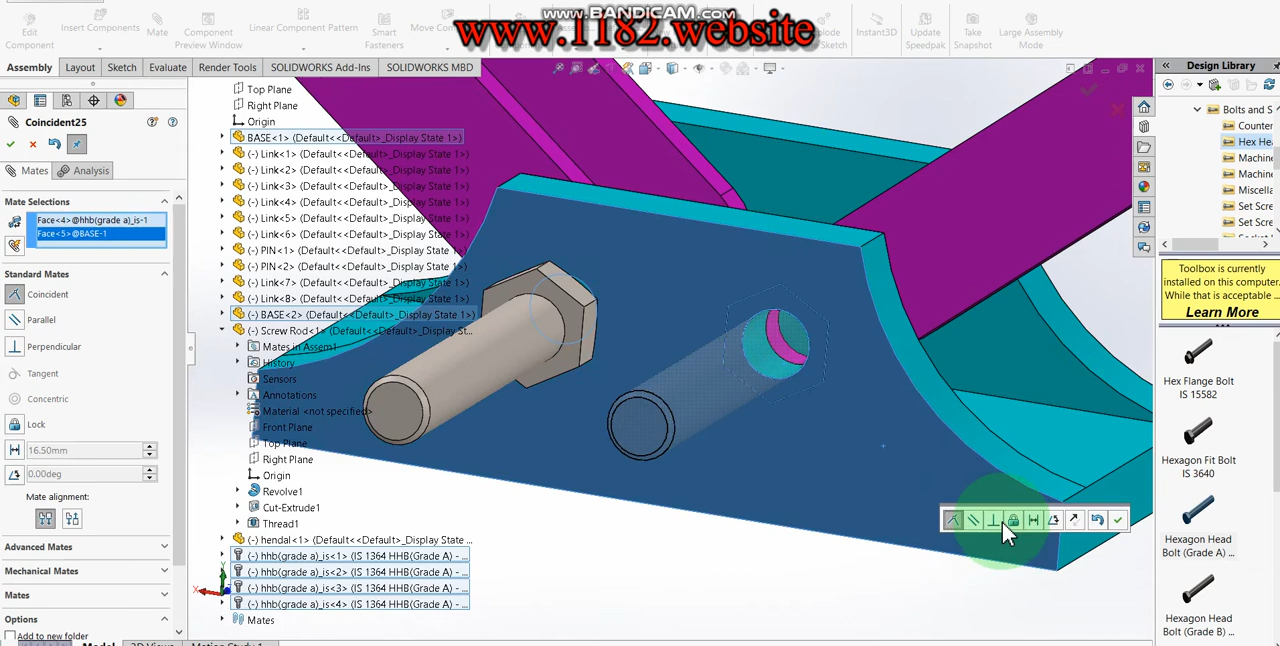 www.BANDICAM.com
www.1182.website
Edit Component
Insert Components
Mate
Component Preview Window
Linear Component Pattern
Smart Fasteners
Move Co
Instant3D
Update Speedpak
Take Snapshot
Large Assembly Mode
Assembly
Layout
Sketch
Evaluate
Render Tools
SOLIDWORKS Add-Ins
SOLIDWORKS MBD
Coincident25
Mates
Analysis
Mate Selections
Face<4>@hhb(grade a)_is-1
Face<5>@BASE-1
Standard Mates
Coincident
Parallel
Perpendicular
Tangent
Concentric
Lock
16.50mm
0.00deg
Mate alignment:
Advanced Mates
Mechanical Mates
Mates
Options
Add to new folder
Top Plane
Right Plane
Origin
BASE<1> (Default<<Default>_Display State 1>)
(-) Link<1> (Default<<Default>_Display State 1>)
(-) Link<2> (Default<<Default>_Display State 1>)
(-) Link<3> (Default<<Default>_Display State 1>)
(-) Link<4> (Default<<Default>_Display State 1>)
(-) Link<5> (Default<<Default>_Display State 1>)
(-) Link<6> (Default<<Default>_Display State 1>)
(-) PIN<1> (Default<<Default>_Display State 1>)
(-) PIN<2> (Default<<Default>_Display State 1>)
(-) Link<7> (Default<<Default>_Display State 1>)
(-) Link<8> (Default<<Default>_Display State 1>)
(-) BASE<2> (Default<<Default>_Display State 1>)
(-) Screw Rod<1> (Default<<Default>_Display St...
Mates in Assem1
History
Sensors
Annotations
Material <not specified>
Front Plane
Top Plane
Right Plane
Origin
Revolve1
Cut-Extrude1
Thread1
(-) hendal<1> (Default<<Default>_Display State ...
(-) hhb(grade a)_is<1> (IS 1364 HHB(Grade A) - ...
(-) hhb(grade a)_is<2> (IS 1364 HHB(Grade A) - ...
(-) hhb(grade a)_is<3> (IS 1364 HHB(Grade A) - ...
(-) hhb(grade a)_is<4> (IS 1364 HHB(Grade A) - ...
Mates
Model
3D Views
Motion Study 1
Design Library
Bolts and S
Counter
Hex He
Machine
Machine
Miscella
Set Scre
Set Scre
Toolbox is currently
installed on this computer.
While that is acceptable ...
Learn More
Hex Flange Bolt
IS 15582
Hexagon Fit Bolt
IS 3640
Hexagon Head
Bolt (Grade A) ...
Hexagon Head
Bolt (Grade B) ...